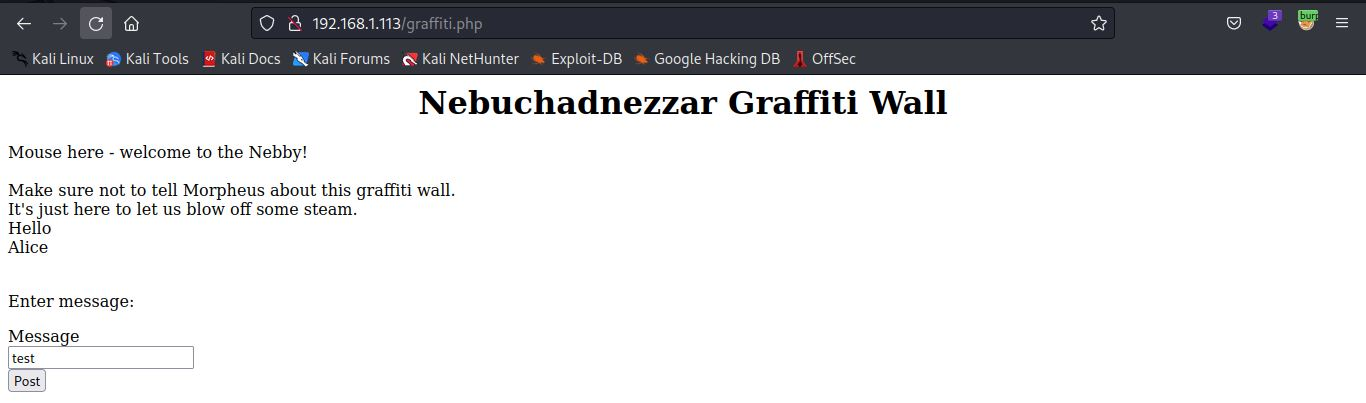 192.168.1.113/graffiti.php
3
Kali Linux Kali Tools Kali Docs Kali Forums Kali NetHunter Exploit-DB Google Hacking DB OffSec
Nebuchadnezzar Graffiti Wall
Mouse here - welcome to the Nebby!
Make sure not to tell Morpheus about this graffiti wall.
It's just here to let us blow off some steam.
Hello
Alice
Enter message:
Message
test
Post